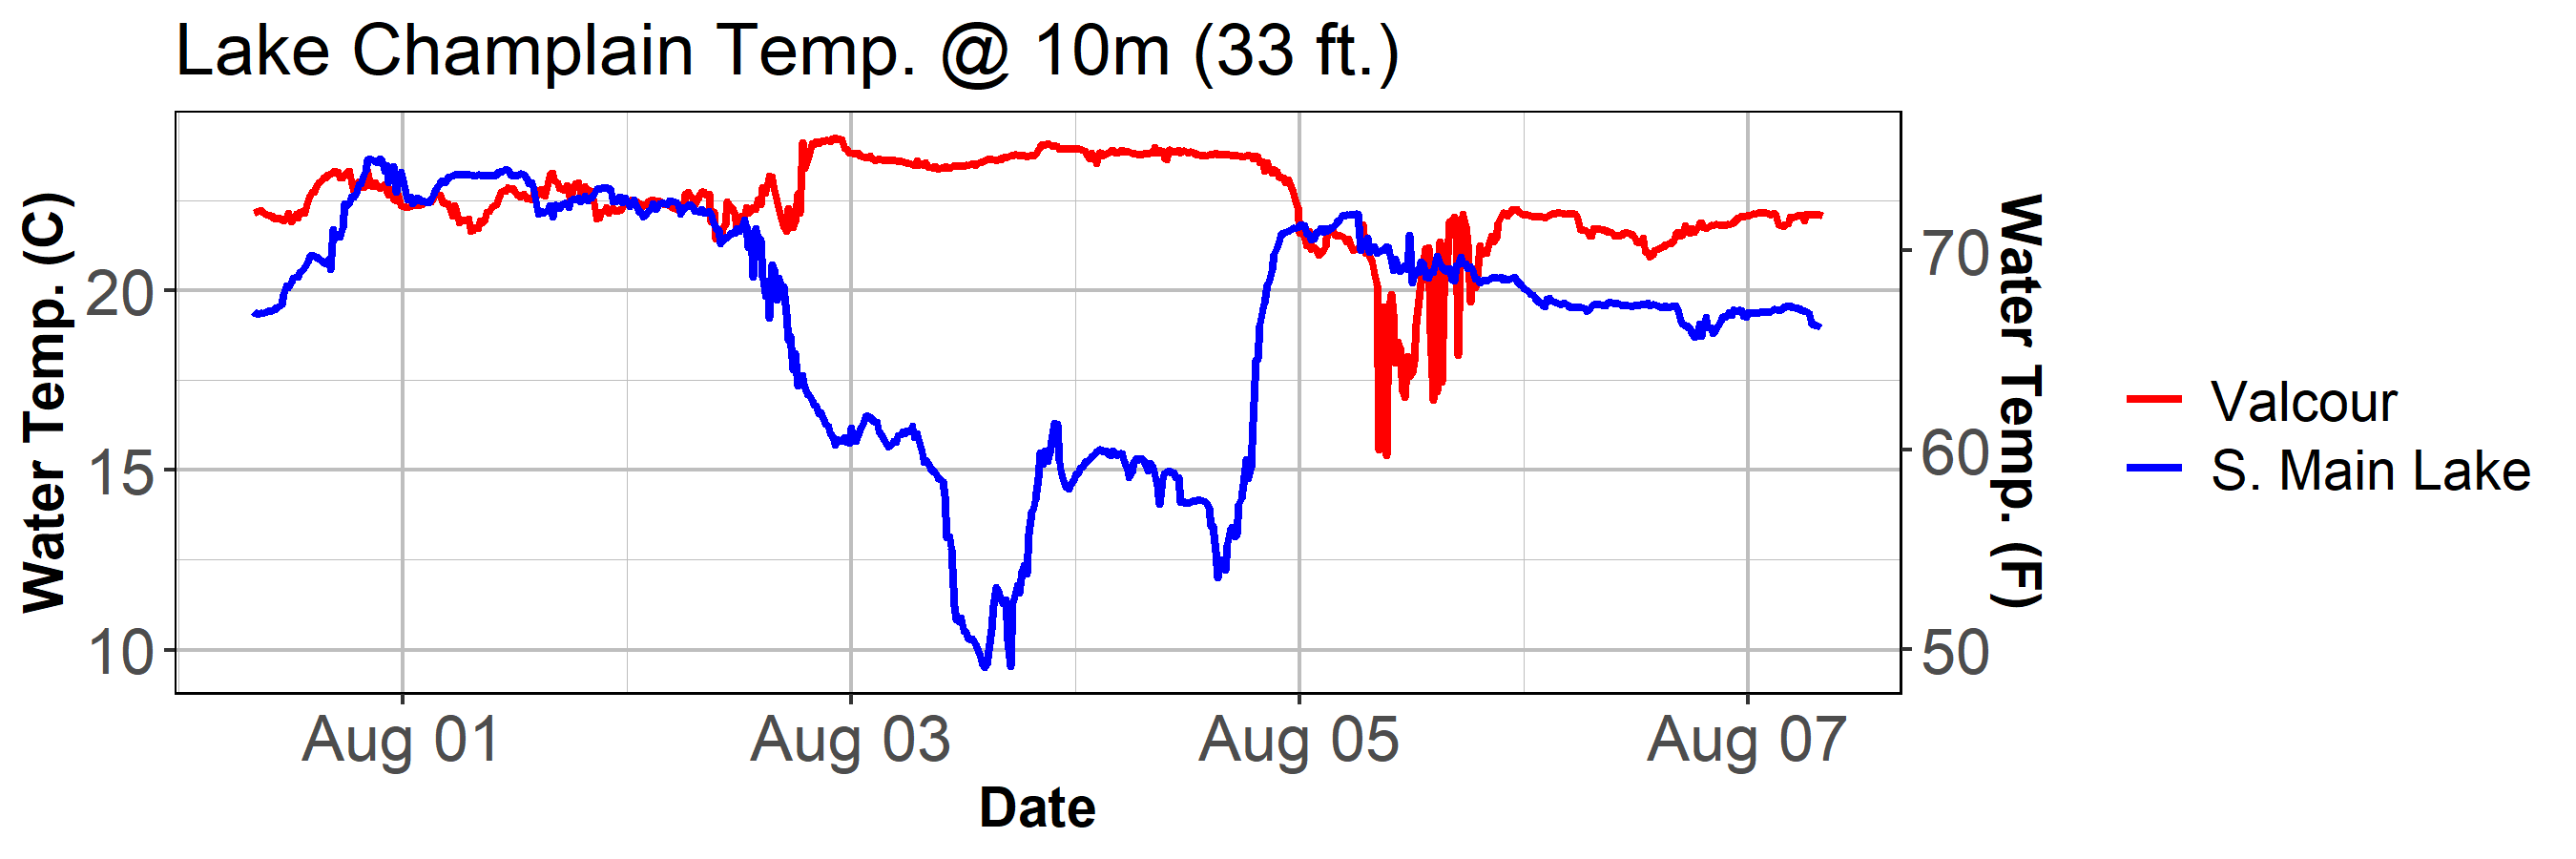 Lake Champlain Temp. @ 10m (33 ft.)
Water Temp. (C)
20
15
10
70
60
50
Water Temp. (F)
Aug 01
Aug 03
Aug 05
Aug 07
Date
Valcour
S. Main Lake